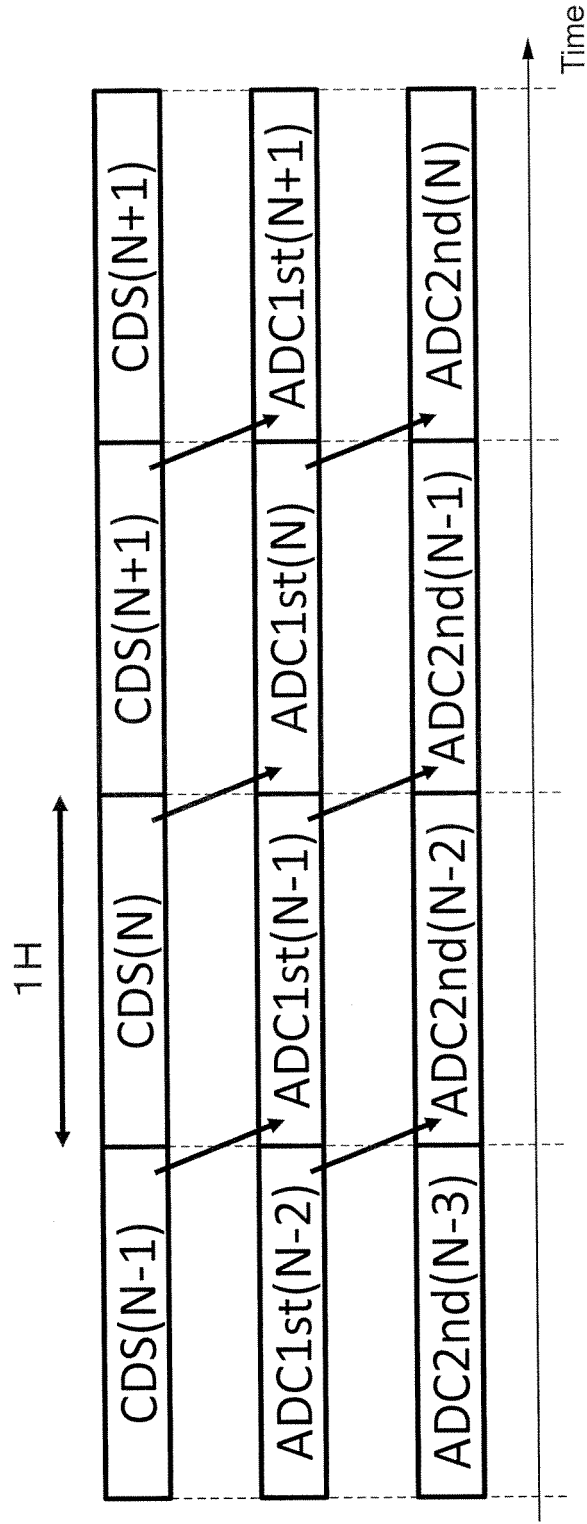 1H
CDS(N-1) CDS(N) CDS(N+1) CDS(N+1)
ADC1st(N-2) ADC1st(N-1) ADC1st(N) ADC1st(N+1)
ADC2nd(N-3) ADC2nd(N-2) ADC2nd(N-1) ADC2nd(N)
Time